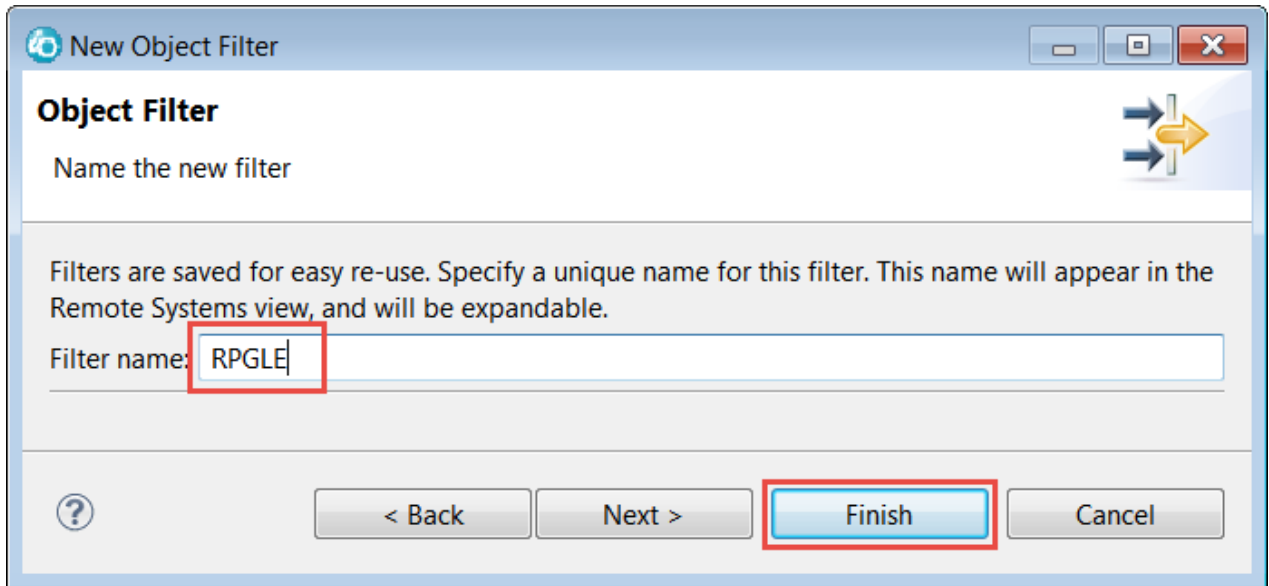 New Object Filter
Object Filter
Name the new filter
Filters are saved for easy re-use. Specify a unique name for this filter. This name will appear in the
Remote Systems view, and will be expandable.
Filter name: RPGLE
? < Back Next > Finish Cancel